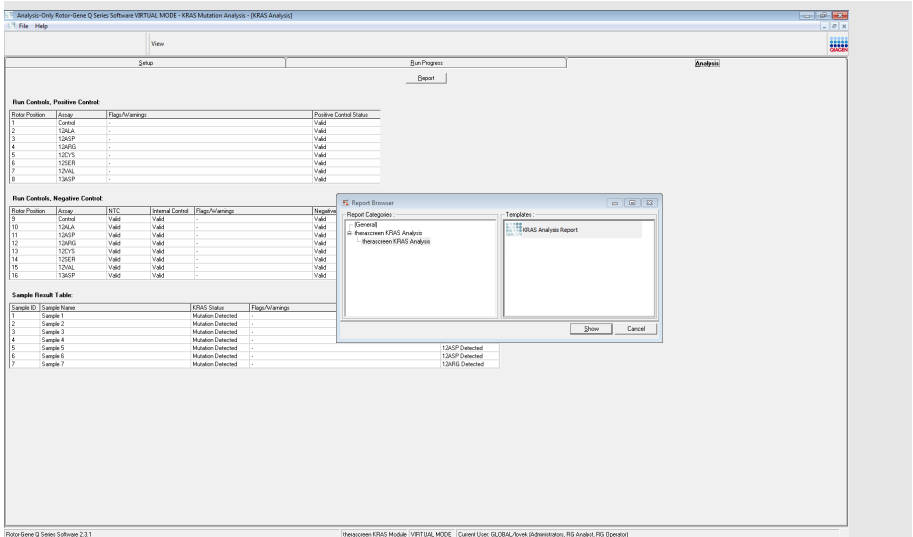 Analysis-Only Rotor-Gene Q Series Software VIRTUAL MODE - KRAS Mutation Analysis - [KRAS Analysis]
File Help
View
QIAGEN
Setup Run Progress Analysis
Report
Run Controls, Positive Control:
Rotor Position Assay Flags/Warnings Positive Control Status
1 Control - Valid
2 12ALA - Valid
3 12ASP - Valid
4 12ARG - Valid
5 12CYS - Valid
6 12SER - Valid
7 12VAL - Valid
8 13ASP - Valid
Run Controls, Negative Control:
Rotor Position Assay NTC Internal Control Flags/Warnings Negative
9 Control Valid Valid -
10 12ALA Valid Valid -
11 12ASP Valid Valid -
12 12ARG Valid Valid -
13 12CYS Valid Valid -
14 12SER Valid Valid -
15 12VAL Valid Valid -
16 13ASP Valid Valid -
Report Browser
Report Categories: Templates:
(General)
therascreen KRAS Analysis
therascreen KRAS Analysis
KRAS Analysis Report
Show Cancel
Sample Result Table:
Sample ID Sample Name KRAS Status Flags/Warnings
1 Sample 1 Mutation Detected -
2 Sample 2 Mutation Detected -
3 Sample 3 Mutation Detected -
4 Sample 4 Mutation Detected -
5 Sample 5 Mutation Detected - 12ASP Detected
6 Sample 6 Mutation Detected - 12ASP Detected
7 Sample 7 Mutation Detected - 12ARG Detected
Rotor-Gene Q Series Software 2.3.1 therascreen KRAS Module VIRTUAL MODE Current User: GLOBAL/fovek (Administrators, RG Analyst, RG Operator)